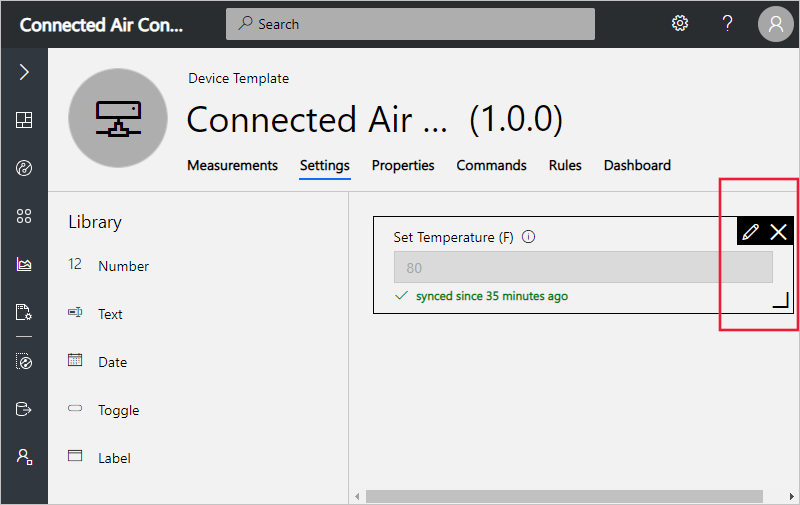 Connected Air Con...
Search
?
Device Template
Connected Air ... (1.0.0)
Measurements Settings Properties Commands Rules Dashboard
Library
12 Number
Text
Date
Toggle
Label
Set Temperature (F)
80
synced since 35 minutes ago